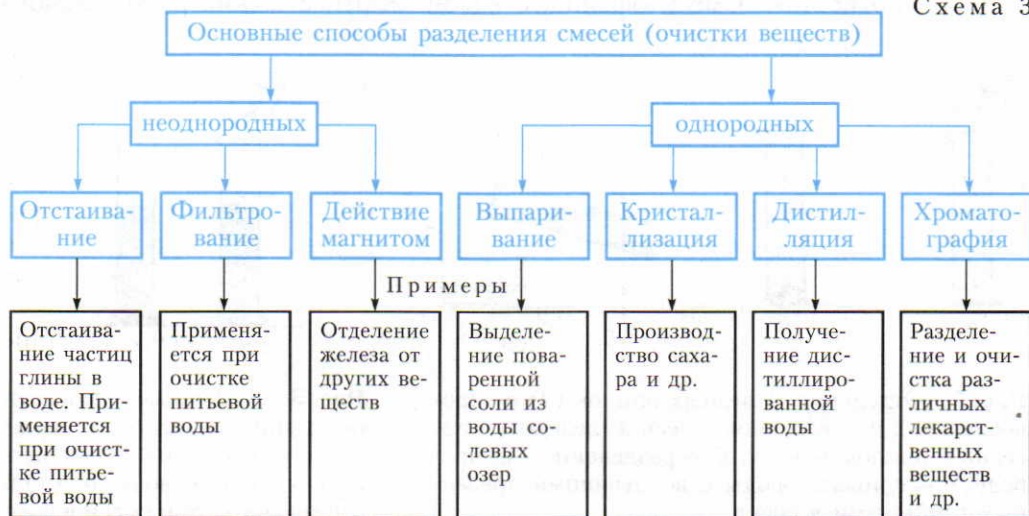 Схема 3
Основные способы разделения смесей (очистки веществ)
неоднородных
однородных
Отстаива-
ние
Фильтро-
вание
Действие
магнитом
Выпари-
вание
Кристал-
лизация
Дистил-
ляция
Хромато-
графия
Примеры
Отстаива-
ние частиц
глины в
воде. При-
меняется
при очист-
ке питье-
вой воды
Применя-
ется при
очистке
питьевой
воды
Отделение
железа от
других ве-
ществ
Выделе-
ние пова-
ренной
соли из
воды со-
левых
озер
Производ-
ство саха-
ра и др.
Получе-
ние дис-
тиллиро-
ванной
воды
Разделе-
ние и очи-
стка раз-
личных
лекарст-
венных
веществ
и др.